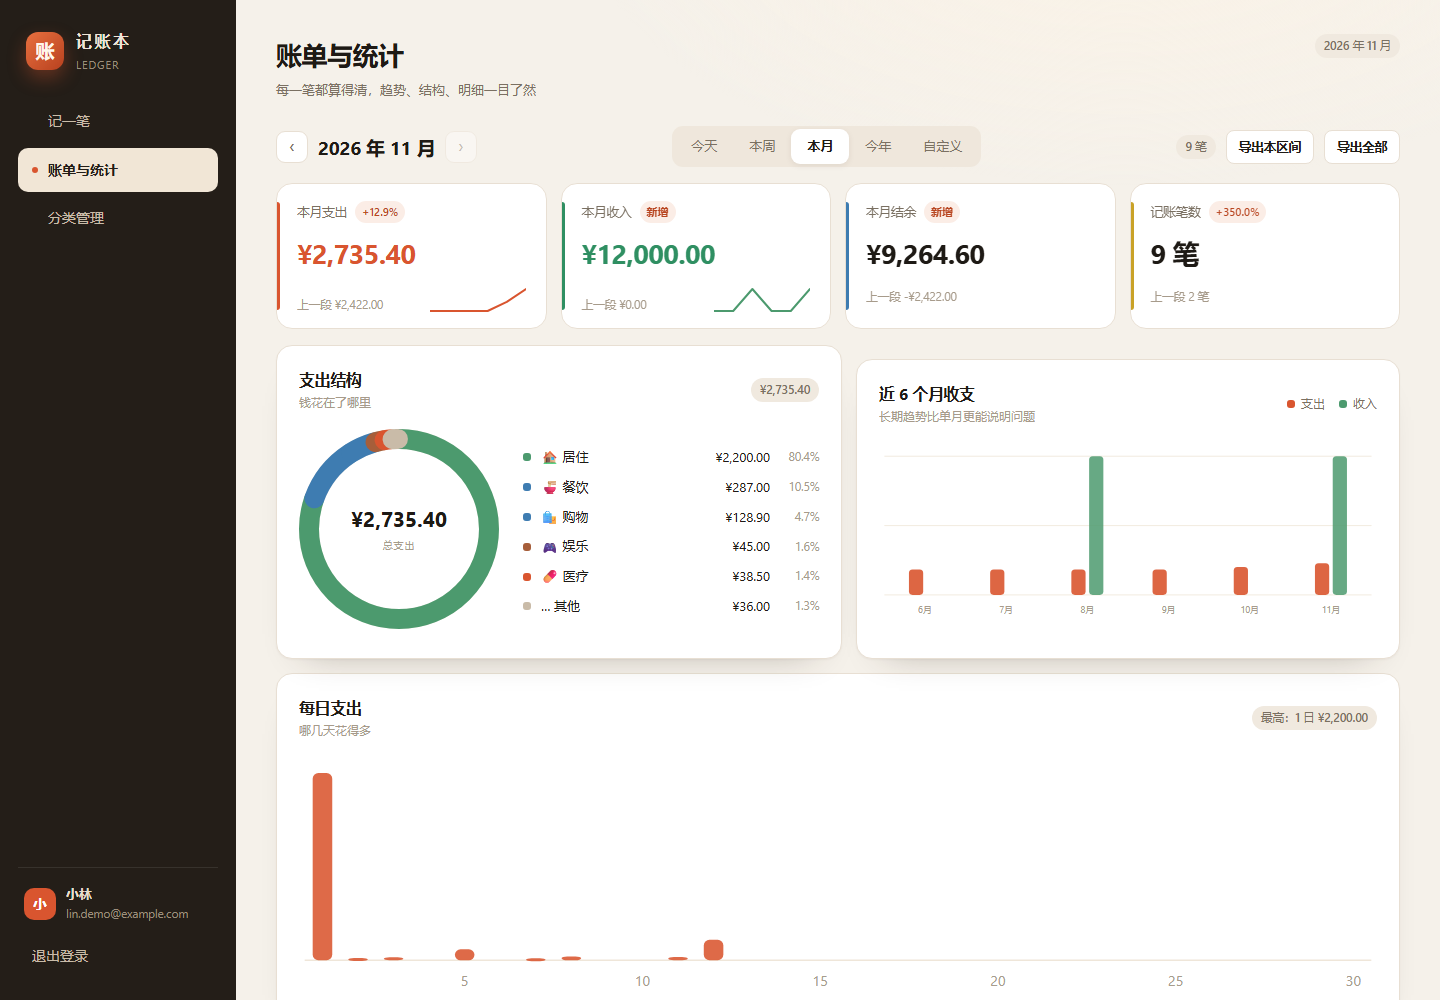 账
记账本
LEDGER
记一笔
账单与统计
分类管理
小
小林
lin.demo@example.com
退出登录
账单与统计
每一笔都算得清，趋势、结构、明细一目了然
2026 年 11 月
‹
2026 年 11 月
›
今天
本周
本月
今年
自定义
9 笔
导出本区间
导出全部
本月支出
+12.9%
¥2,735.40
上一段 ¥2,422.00
本月收入
新增
¥12,000.00
上一段 ¥0.00
本月结余
新增
¥9,264.60
上一段 -¥2,422.00
记账笔数
+350.0%
9 笔
上一段 2 笔
支出结构
钱花在了哪里
¥2,735.40
¥2,735.40
总支出
居住 ¥2,200.00 80.4%
餐饮 ¥287.00 10.5%
购物 ¥128.90 4.7%
娱乐 ¥45.00 1.6%
医疗 ¥38.50 1.4%
... 其他 ¥36.00 1.3%
近 6 个月收支
长期趋势比单月更能说明问题
支出
收入
6月 7月 8月 9月 10月 11月
每日支出
哪几天花得多
最高：1 日 ¥2,200.00
5 10 15 20 25 30